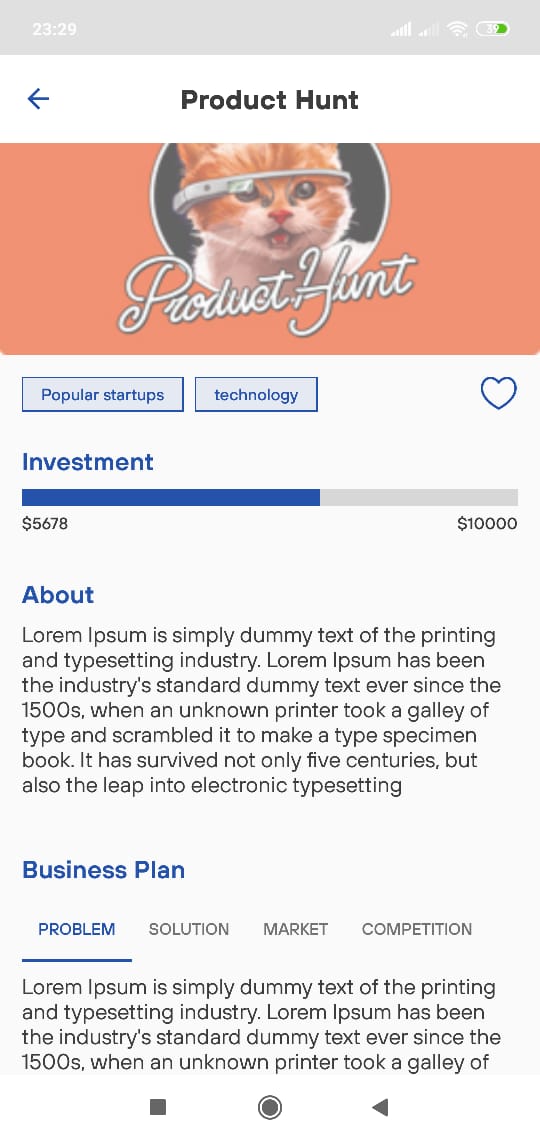 23:29
39
Product Hunt
Product Hunt
Popular startups
technology
Investment
$5678
$10000
About
Lorem Ipsum is simply dummy text of the printing
and typesetting industry. Lorem Ipsum has been
the industry's standard dummy text ever since the
1500s, when an unknown printer took a galley of
type and scrambled it to make a type specimen
book. It has survived not only five centuries, but
also the leap into electronic typesetting
Business Plan
PROBLEM SOLUTION MARKET COMPETITION
Lorem Ipsum is simply dummy text of the printing
and typesetting industry. Lorem Ipsum has been
the industry's standard dummy text ever since the
1500s, when an unknown printer took a galley of